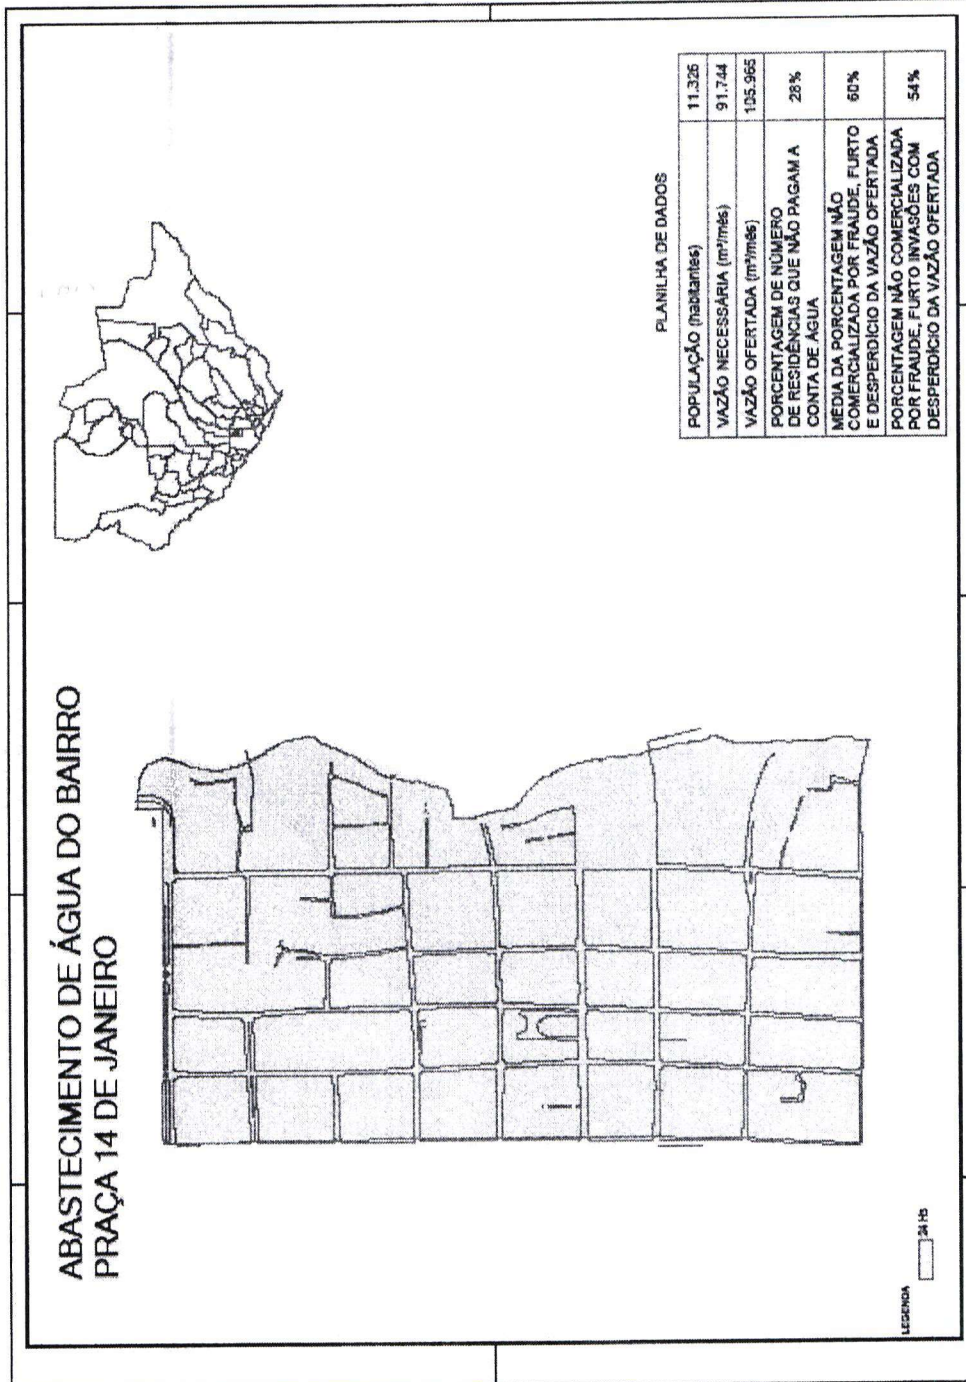 ABASTECIMENTO DE ÁGUA DO BAIRRO
PRAÇA 14 DE JANEIRO
PLANILHA DE DADOS
POPULAÇÃO (habitantes) 11.326
VAZÃO NECESSÁRIA (m³/mês) 91.744
VAZÃO OFERTADA (m³/mês) 105.965
PORCENTAGEM DE NÚMERO
DE RESIDÊNCIAS QUE NÃO PAGAM A
CONTA DE ÁGUA
28%
MÉDIA DA PORCENTAGEM NÃO
COMERCIALIZADA POR FRAUDE, FURTO
E DESPERDÍCIO DA VAZÃO OFERTADA
60%
PORCENTAGEM NÃO COMERCIALIZADA
POR FRAUDE, FURTO INVASÕES COM
DESPERDÍCIO DA VAZÃO OFERTADA
54%
LEGENDA
24 Hs